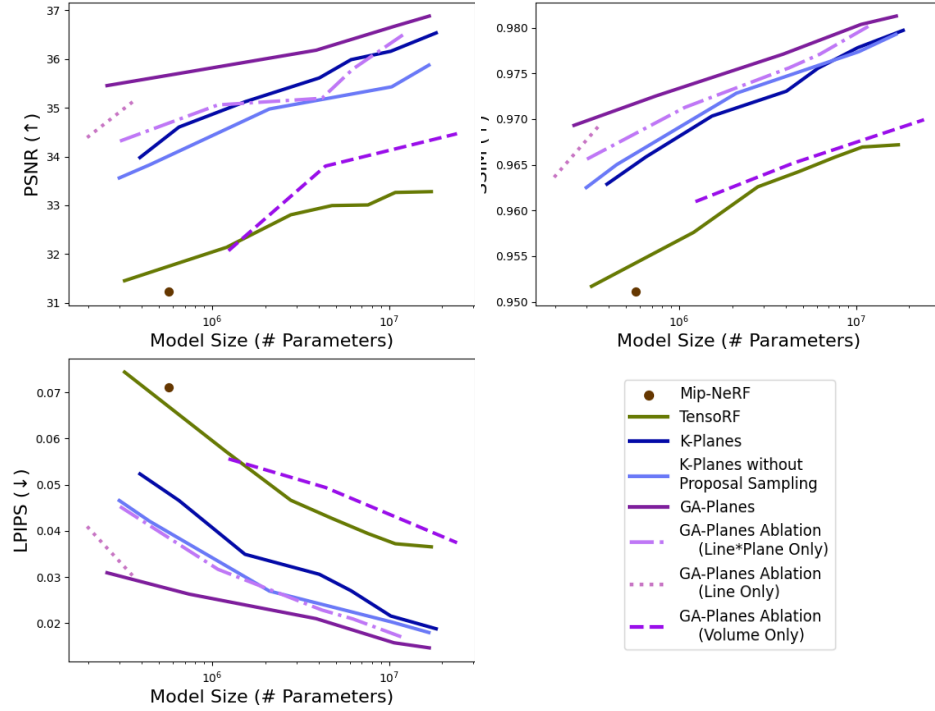 37
36
35
34
33
32
31
PSNR (↑)
10^6
10^7
Model Size (# Parameters)
0.980
0.975
0.970
0.965
0.960
0.955
0.950
SSIM (↑)
10^6
10^7
Model Size (# Parameters)
0.07
0.06
0.05
0.04
0.03
0.02
LPIPS (↓)
10^6
10^7
Model Size (# Parameters)
Mip-NeRF
TensoRF
K-Planes
K-Planes without
Proposal Sampling
GA-Planes
GA-Planes Ablation
(Line*Plane Only)
GA-Planes Ablation
(Line Only)
GA-Planes Ablation
(Volume Only)